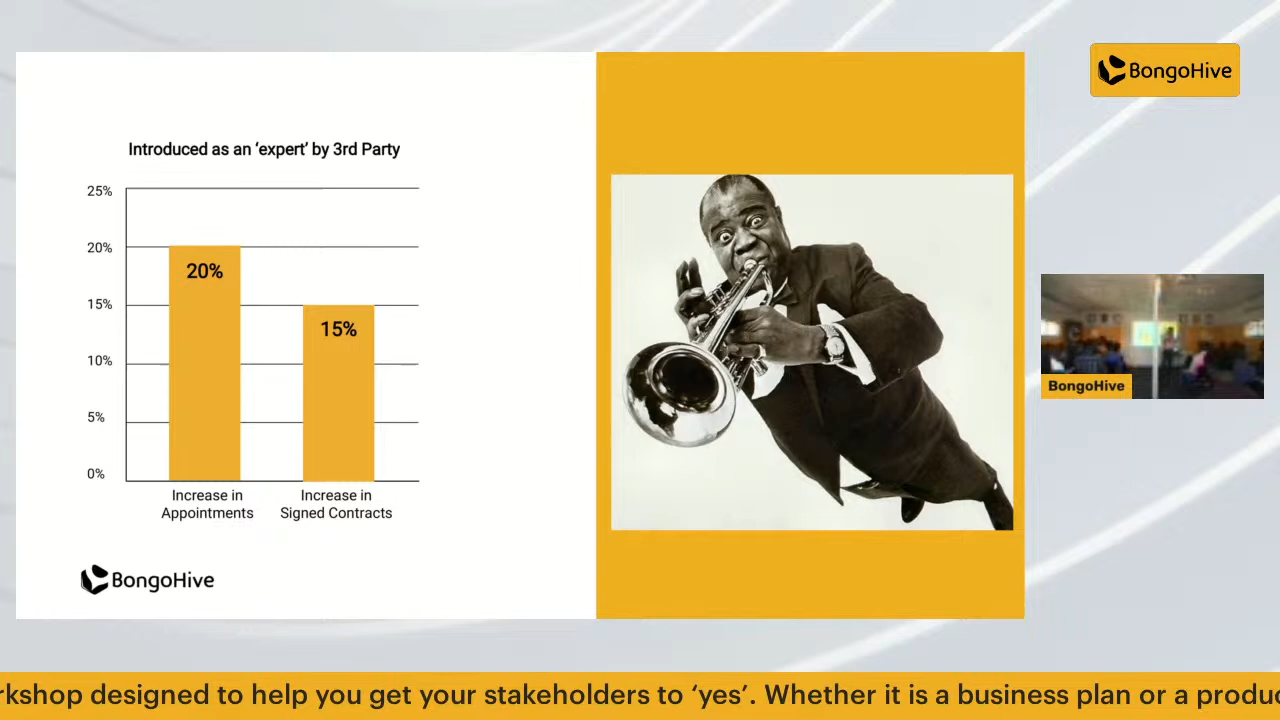 BongoHive
Introduced as an ‘expert’ by 3rd Party
25%
20%
15%
10%
5%
0%
20%
15%
Increase in
Appointments
Increase in
Signed Contracts
BongoHive
BongoHive
rkshop designed to help you get your stakeholders to ‘yes’. Whether it is a business plan or a produc